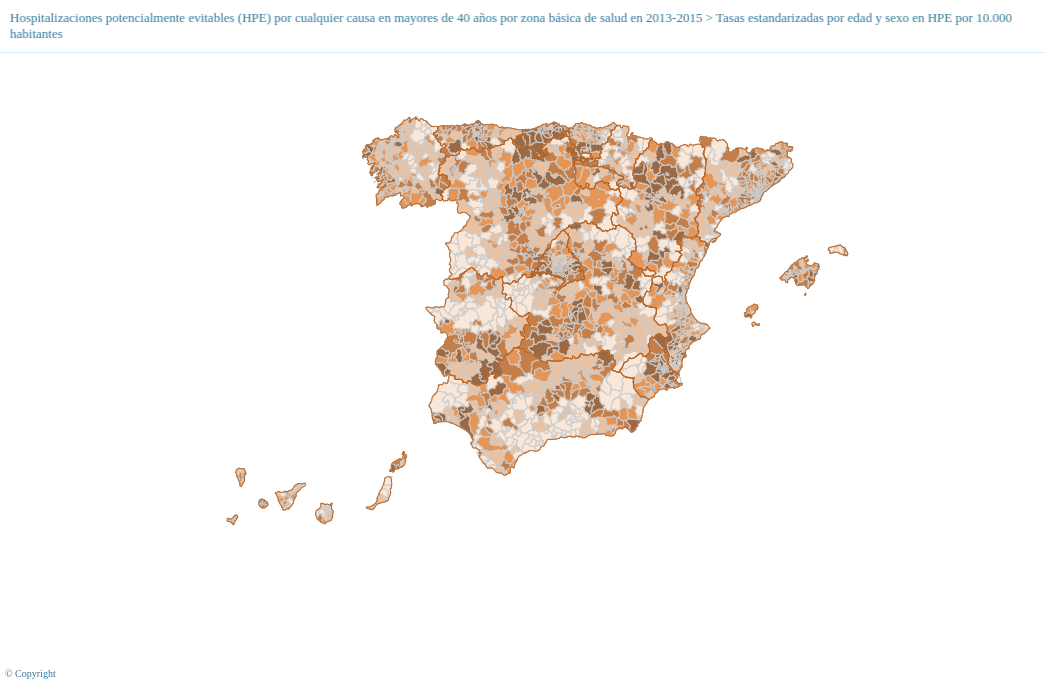 Hospitalizaciones potencialmente evitables (HPE) por cualquier causa en mayores de 40 años por zona básica de salud en 2013-2015 > Tasas estandarizadas por edad y sexo en HPE por 10.000
habitantes
© Copyright